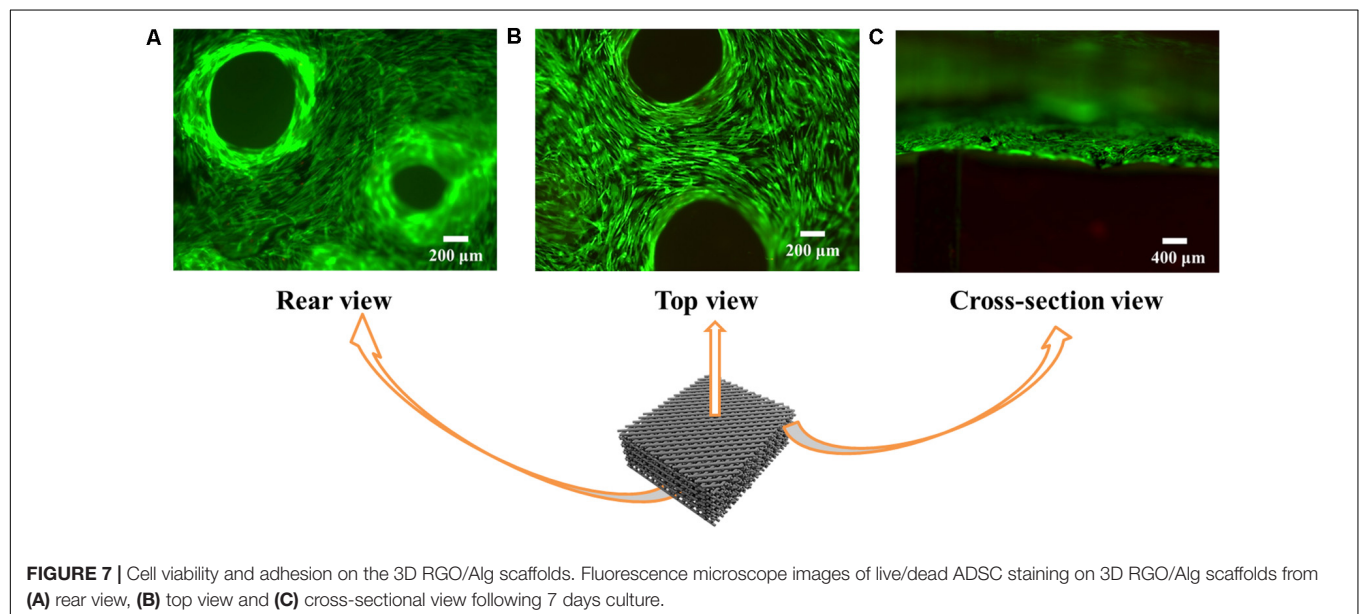 A
B
C
200 µm
200 µm
400 µm
Rear view
Top view
Cross-section view
FIGURE 7 | Cell viability and adhesion on the 3D RGO/Alg scaffolds. Fluorescence microscope images of live/dead ADSC staining on 3D RGO/Alg scaffolds from
(A) rear view, (B) top view and (C) cross-sectional view following 7 days culture.